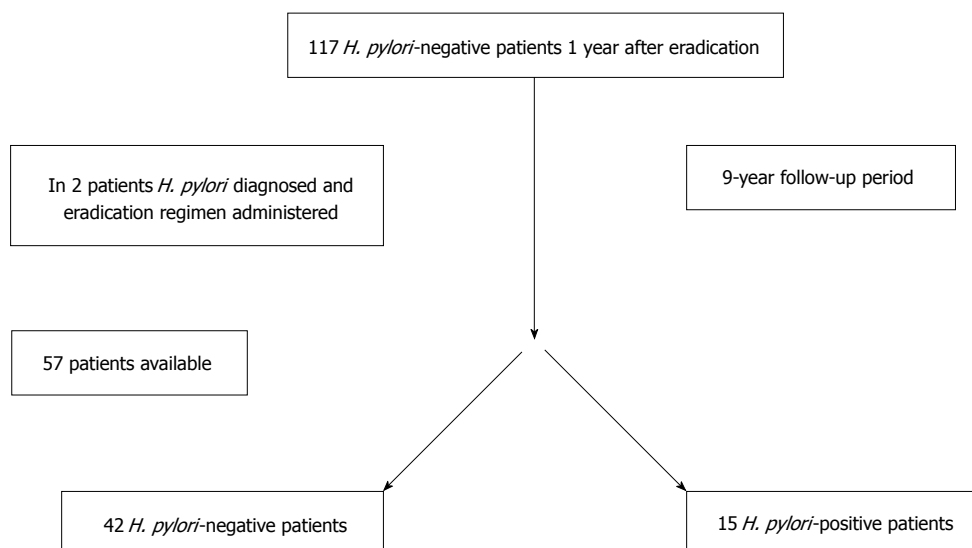 117 H. pylori-negative patients 1 year after eradication
In 2 patients H. pylori diagnosed and
eradication regimen administered
9-year follow-up period
57 patients available
42 H. pylori-negative patients
15 H. pylori-positive patients